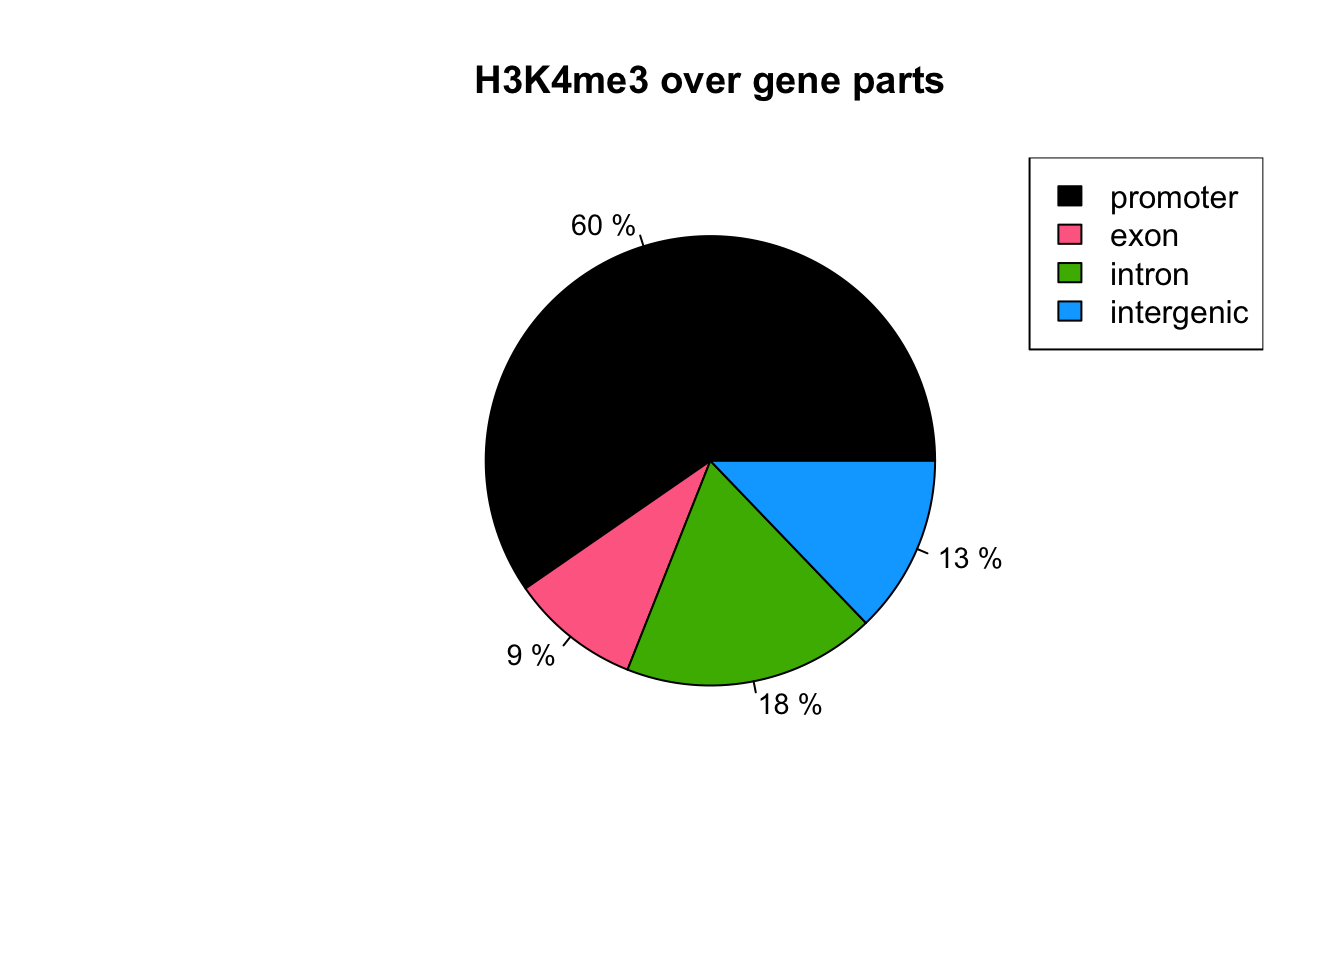 H3K4me3 over gene parts
promoter
exon
intron
intergenic
60 %
13 %
9 %
18 %